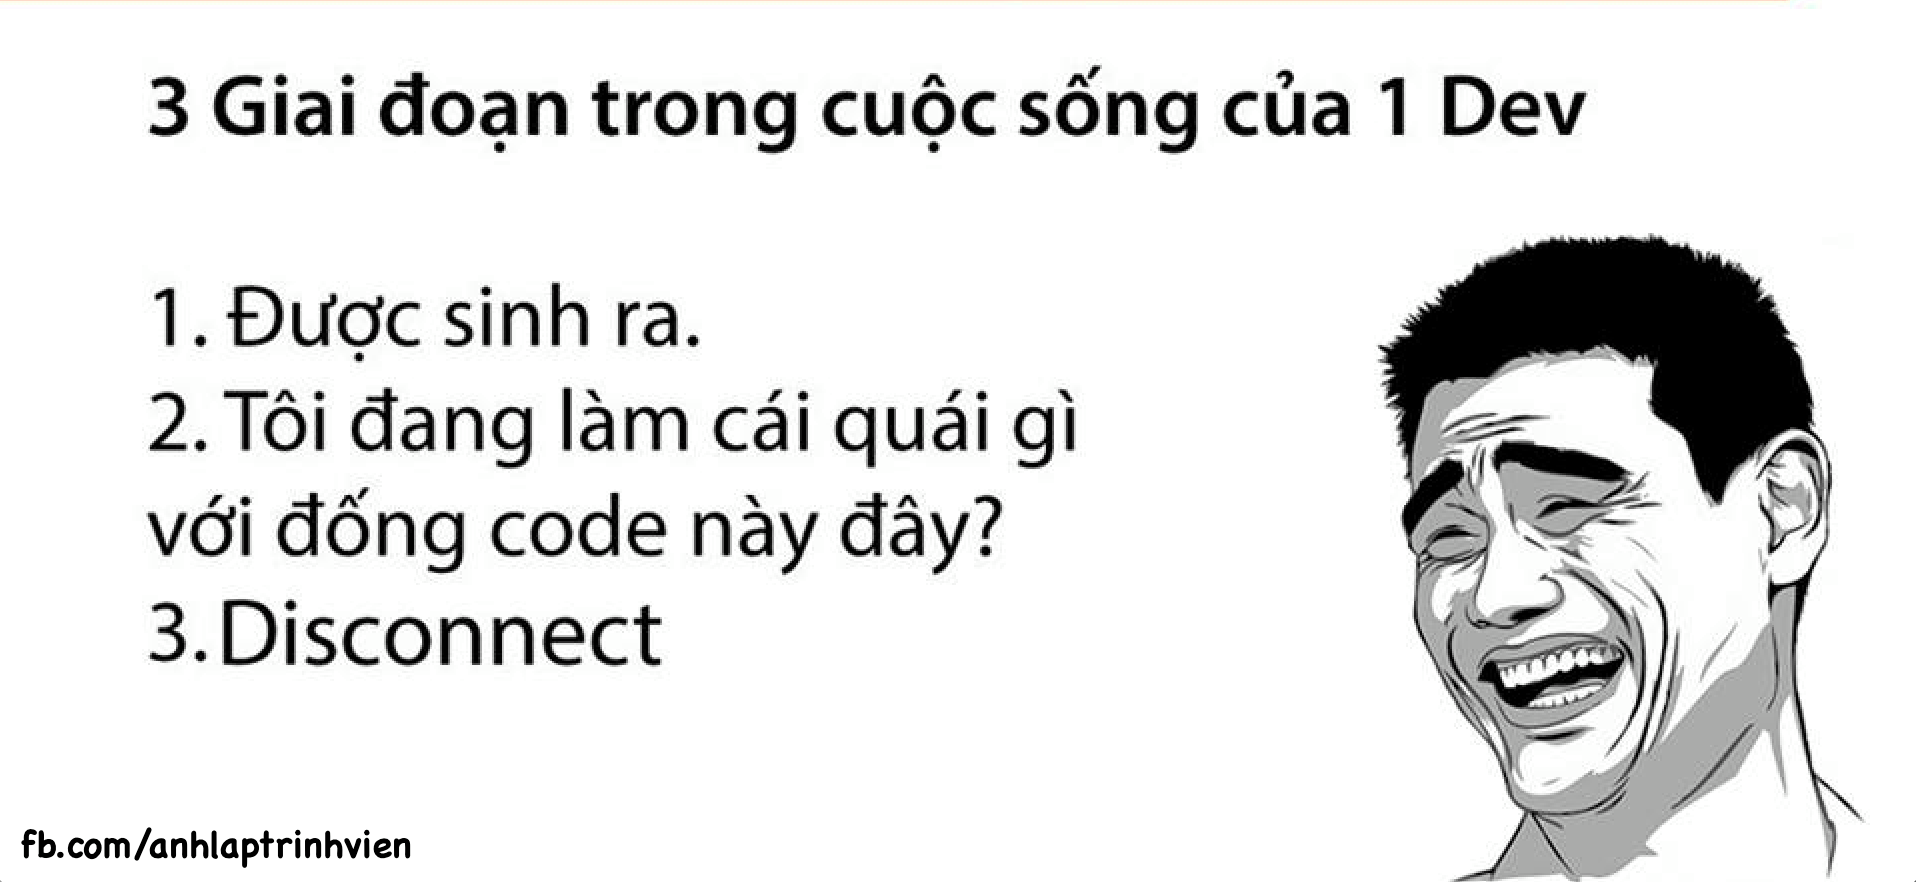 3 Giai đoạn trong cuộc sống của 1 Dev
1. Được sinh ra.
2. Tôi đang làm cái quái gì
với đống code này đây?
3. Disconnect
fb.com/anhlaptrinhvien